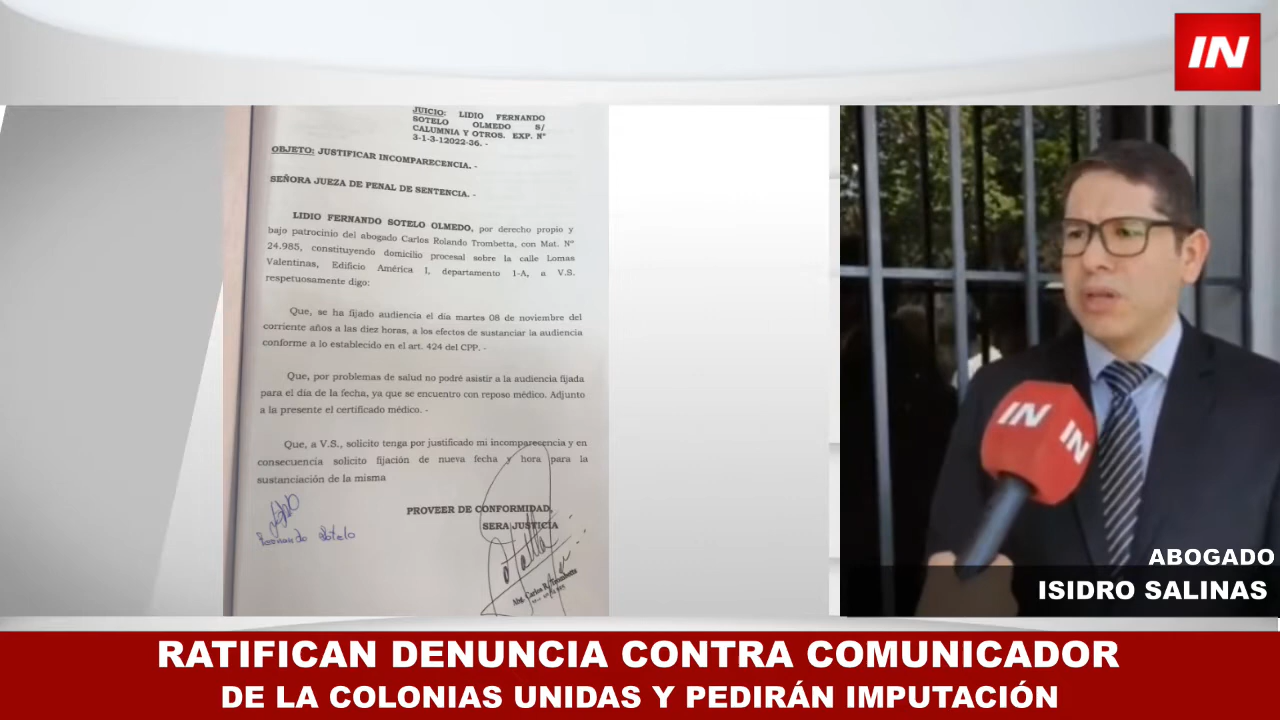 IN
JUICIO: LIDIO FERNANDO
SOTELO OLMEDO S/
CALUMNIA Y OTROS. EXP. N°
3-1-3-12022-36. -
OBJETO: JUSTIFICAR INCOMPARECENCIA. -
SEÑORA JUEZA DE PENAL DE SENTENCIA. -
LIDIO FERNANDO SOTELO OLMEDO, por derecho propio y
bajo patrocinio del abogado Carlos Rolando Trombetta, con Mat. N°
24.985, constituyendo domicilio procesal sobre la calle Lomas
Valentinas, Edificio América I, departamento 1-A, a V.S.
respetuosamente digo:
Que, se ha fijado audiencia el día martes 08 de noviembre del
corriente años a las diez horas, a los efectos de sustanciar la audiencia
conforme a lo establecido en el art. 424 del CPP. -
Que, por problemas de salud no podré asistir a la audiencia fijada
para el día de la fecha, ya que se encuentro con reposo médico. Adjunto
a la presente el certificado médico. -
Que, a V.S., solicito tenga por justificado mi incomparecencia y en
consecuencia solicito fijación de nueva fecha y hora para la
sustanciación de la misma
PROVEER DE CONFORMIDAD,
SERA JUSTICIA
Fernando Sotelo
Abg. Carlos R. Trombetta
IN IN
ABOGADO
ISIDRO SALINAS
RATIFICAN DENUNCIA CONTRA COMUNICADOR
DE LA COLONIAS UNIDAS Y PEDIRÁN IMPUTACIÓN